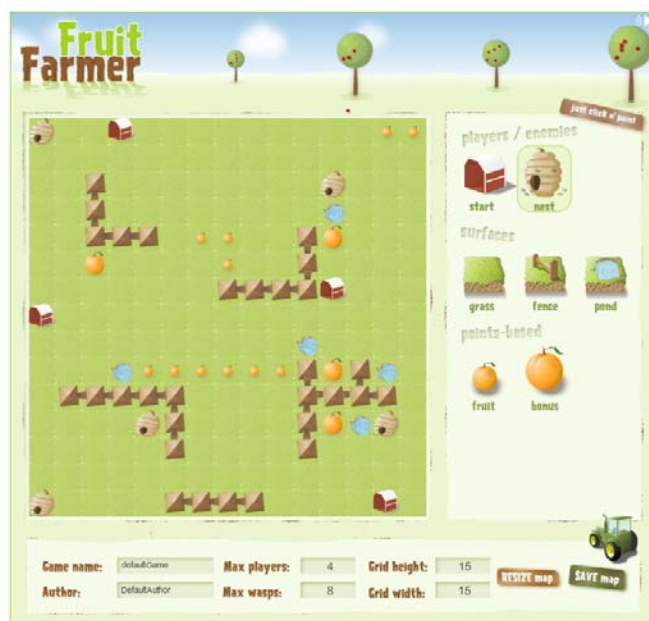 Fruit
Farmer
just click n' paint
players / enemies
start
nest
surfaces
grass
fence
pond
points-based
fruit
bonus
Game name:
defaultGame
Max players:
4
Grid height:
15
Author:
DefaultAuthor
Max wasps:
8
Grid width:
15
RESIZE map
SAVE map